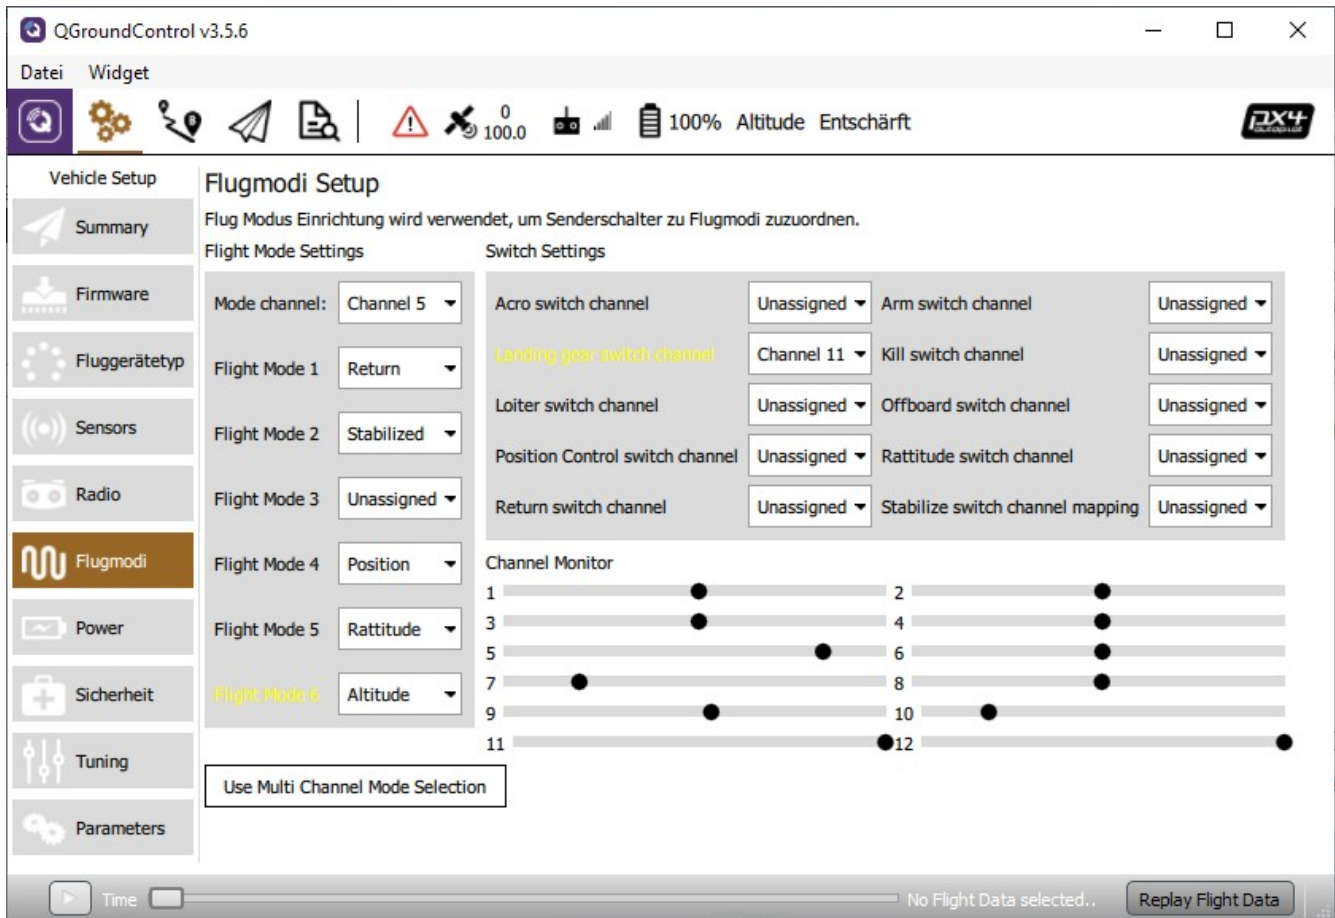 QGroundControl v3.5.6
Datei Widget
0
100.0
100% Altitude Entschärft
px4
autopilot
Vehicle Setup
Summary
Firmware
Fluggerätetyp
Sensors
Radio
Flugmodi
Power
Sicherheit
Tuning
Parameters
Flugmodi Setup
Flug Modus Einrichtung wird verwendet, um Senderschalter zu Flugmodi zuzuordnen.
Flight Mode Settings
Mode channel: Channel 5
Flight Mode 1 Return
Flight Mode 2 Stabilized
Flight Mode 3 Unassigned
Flight Mode 4 Position
Flight Mode 5 Rattitude
Flight Mode 6 Altitude
Use Multi Channel Mode Selection
Switch Settings
Acro switch channel Unassigned Arm switch channel Unassigned
Landing gear switch channel Channel 11 Kill switch channel Unassigned
Loiter switch channel Unassigned Offboard switch channel Unassigned
Position Control switch channel Unassigned Rattitude switch channel Unassigned
Return switch channel Unassigned Stabilize switch channel mapping Unassigned
Channel Monitor
1 2
3 4
5 6
7 8
9 10
11 12
Time No Flight Data selected.. Replay Flight Data